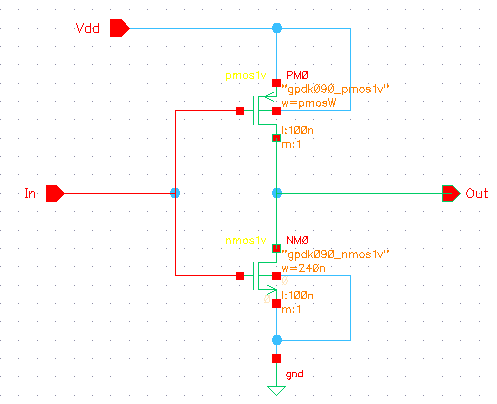 Vdd
pmos1v
PM0
"gpdk090_pmos1v"
w=pmosW
l:100n
m:1
In
Out
nmos1v
NM0
"gpdk090_nmos1v"
w=240n
l:100n
m:1
gnd